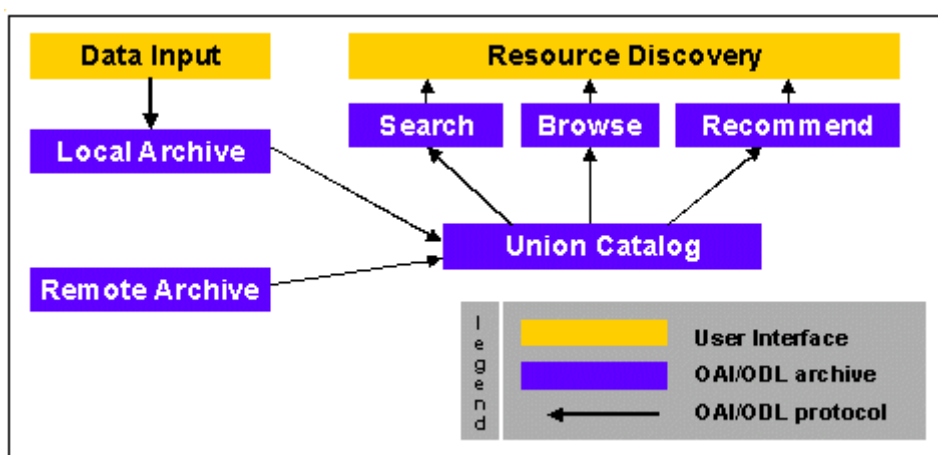 Data Input
Resource Discovery
Search
Browse
Recommend
Local Archive
Union Catalog
Remote Archive
legend
User Interface
OAI/ODL archive
OAI/ODL protocol